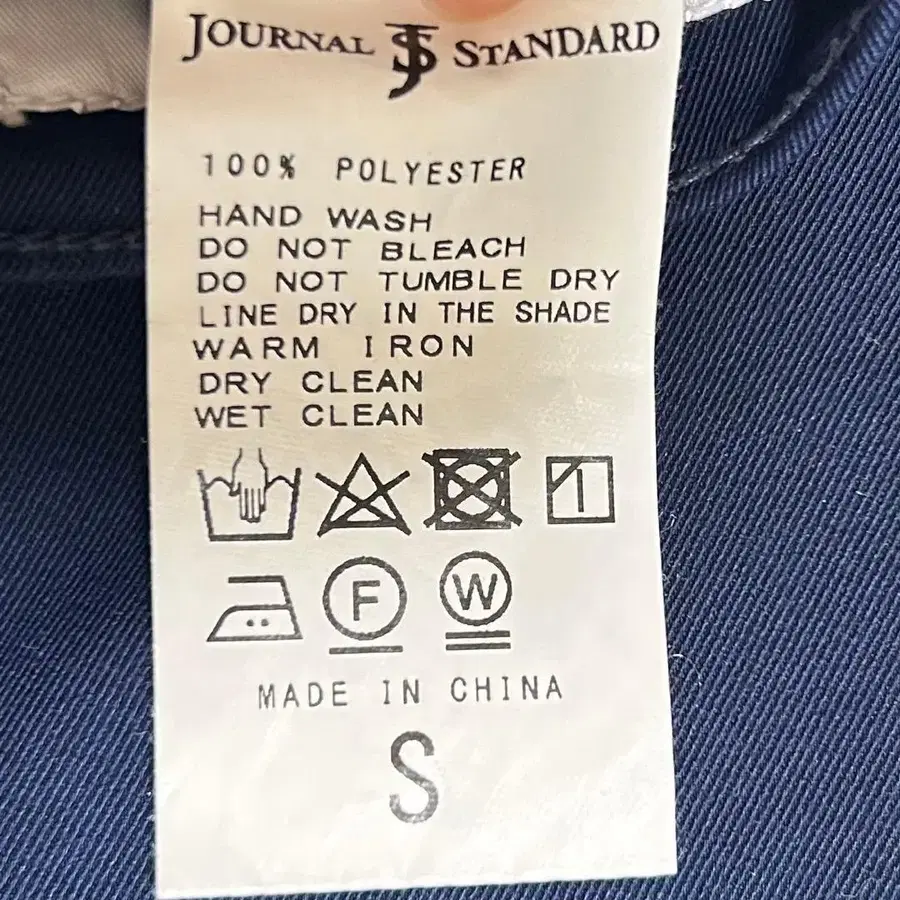 JOURNAL JS STANDARD
100% POLYESTER
HAND WASH
DO NOT BLEACH
DO NOT TUMBLE DRY
LINE DRY IN THE SHADE
WARM IRON
DRY CLEAN
WET CLEAN
F W
MADE IN CHINA
S